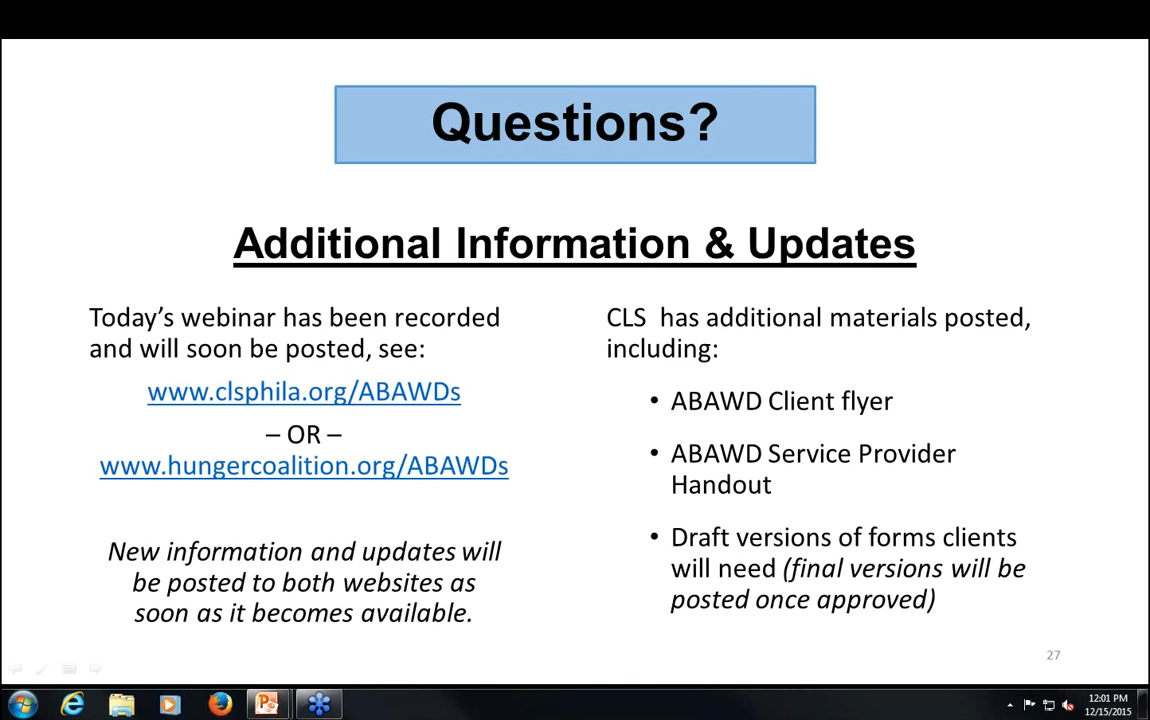 Questions?
Additional Information & Updates
Today’s webinar has been recorded
and will soon be posted, see:
www.clsphila.org/ABAWDs
– OR –
www.hungercoalition.org/ABAWDs
New information and updates will
be posted to both websites as
soon as it becomes available.
CLS  has additional materials posted,
including:
• ABAWD Client flyer
• ABAWD Service Provider
Handout
• Draft versions of forms clients
will need (final versions will be
posted once approved)
27
12:01 PM
12/15/2015